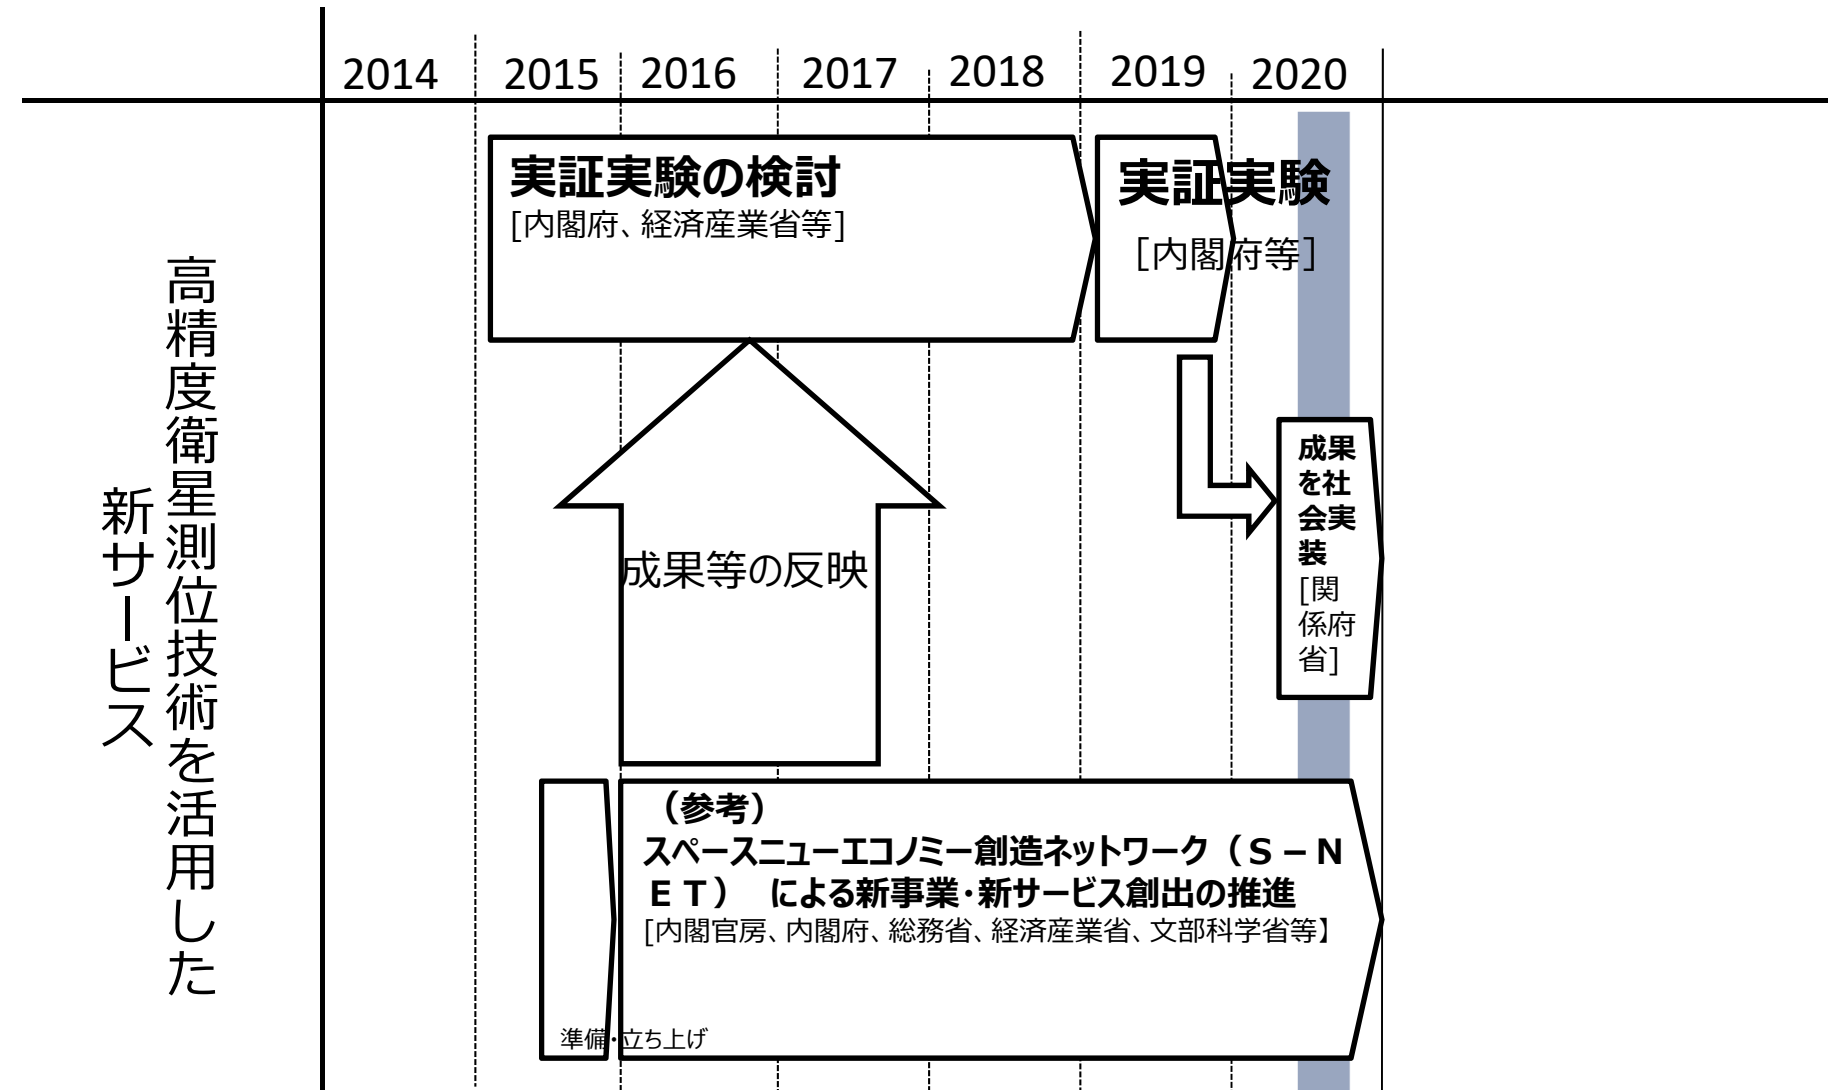 2014 2015 2016 2017 2018 2019 2020
高精度衛星測位技術を活用した
新サービス
実証実験の検討
[内閣府、経済産業省等]
実証実験
［内閣府等］
成果等の反映
成果
を社
会実
装
[関
係府
省]
（参考）
スペースニューエコノミー創造ネットワーク（Ｓ－Ｎ
ＥＴ）　による新事業・新サービス創出の推進
[内閣官房、内閣府、総務省、経済産業省、文部科学省等】
準備・立ち上げ